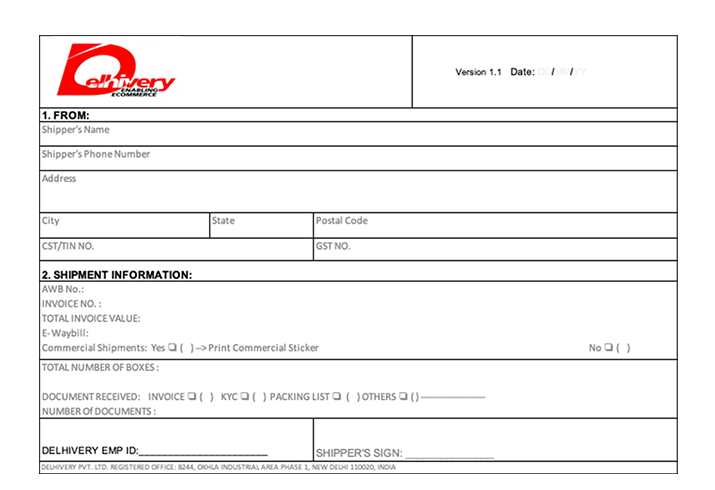 Delhivery
ENABLING
ECOMMERCE
Version 1.1 Date: DD/MM/YY
1. FROM:
Shipper's Name
Shipper's Phone Number
Address
City State Postal Code
CST/TIN NO. GST NO.
2. SHIPMENT INFORMATION:
AWB No.:
INVOICE NO. :
TOTAL INVOICE VALUE:
E-Waybill:
Commercial Shipments: Yes ❑ ( ) --> Print Commercial Sticker No ❑ ( )
TOTAL NUMBER OF BOXES :
DOCUMENT RECEIVED: INVOICE ❑ ( ) KYC ❑ ( ) PACKING LIST ❑ ( ) OTHERS ❑ ( ) ----------------------
NUMBER Of DOCUMENTS :
DELHIVERY EMP ID:______________________ SHIPPER'S SIGN: ________________
DELHIVERY PVT. LTD. REGISTERED OFFICE: B244, OKHLA INDUSTRIAL AREA PHASE 1, NEW DELHI 110020, INDIA